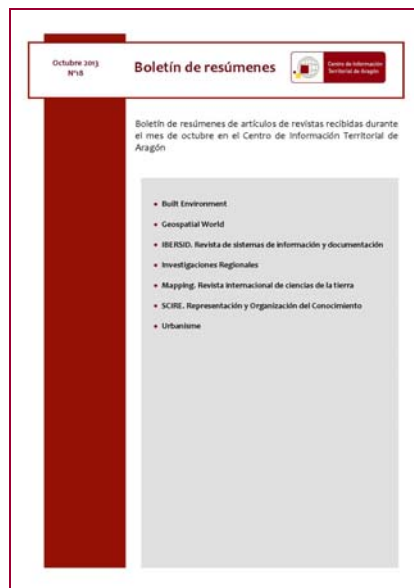 Octubre 2013
Nº18
Boletín de resúmenes
Centro de Información
Territorial de Aragón
Boletín de resúmenes de artículos de revistas recibidas durante
el mes de octubre en el Centro de Información Territorial de
Aragón
• Built Environment
• Geospatial World
• IBERSID. Revista de sistemas de información y documentación
• Investigaciones Regionales
• Mapping. Revista internacional de ciencias de la tierra
• SCIRE. Representación y Organización del Conocimiento
• Urbanisme